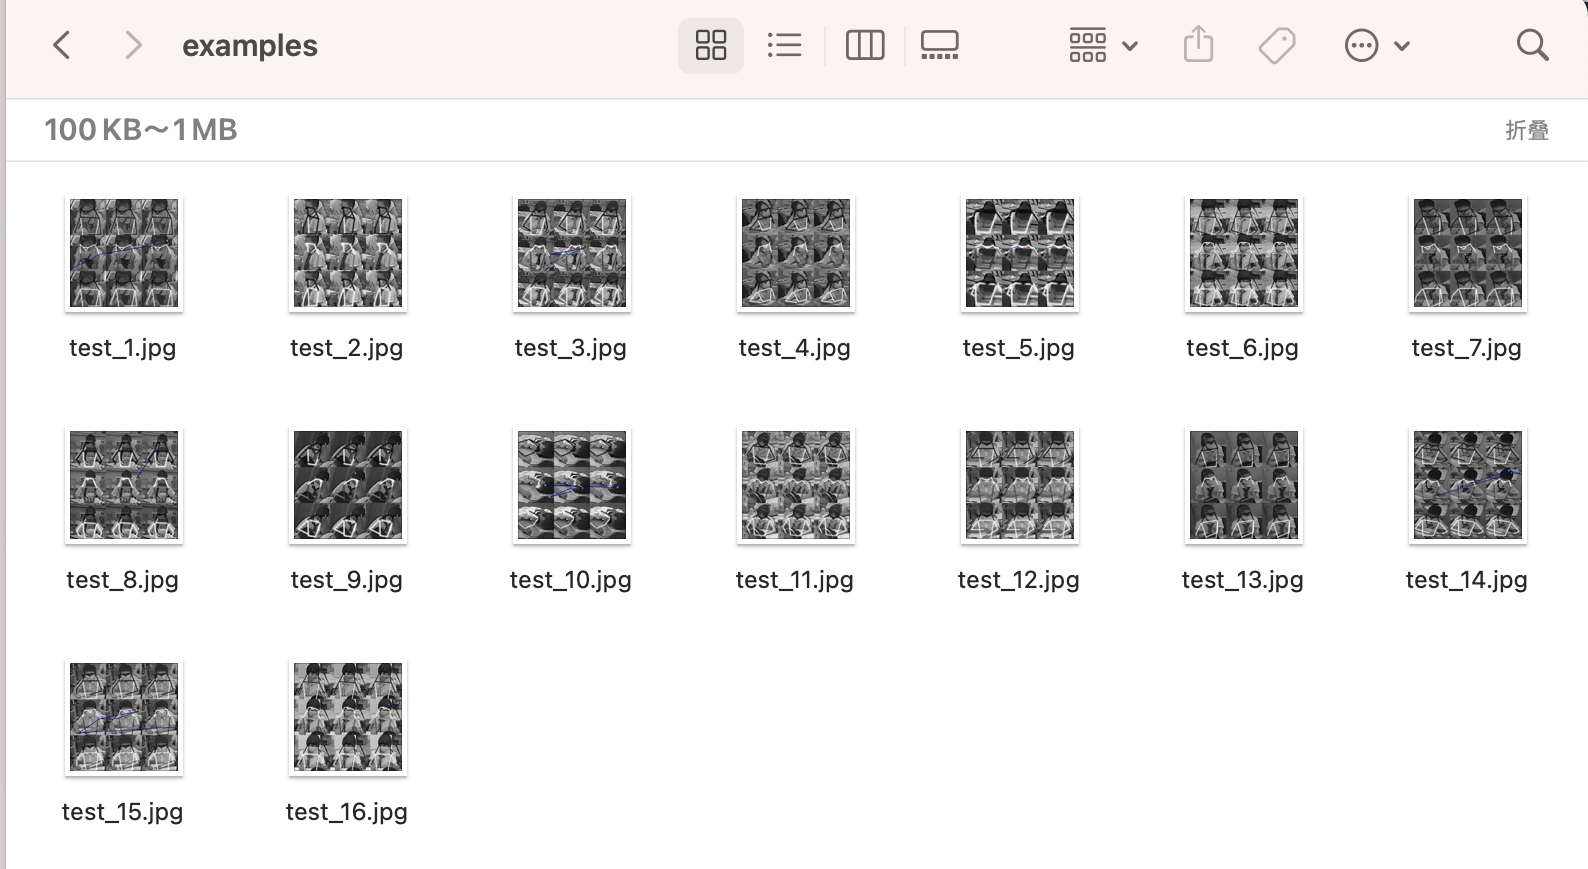 examples
100 KB～1 MB 折叠
test_1.jpg test_2.jpg test_3.jpg test_4.jpg test_5.jpg test_6.jpg test_7.jpg
test_8.jpg test_9.jpg test_10.jpg test_11.jpg test_12.jpg test_13.jpg test_14.jpg
test_15.jpg test_16.jpg